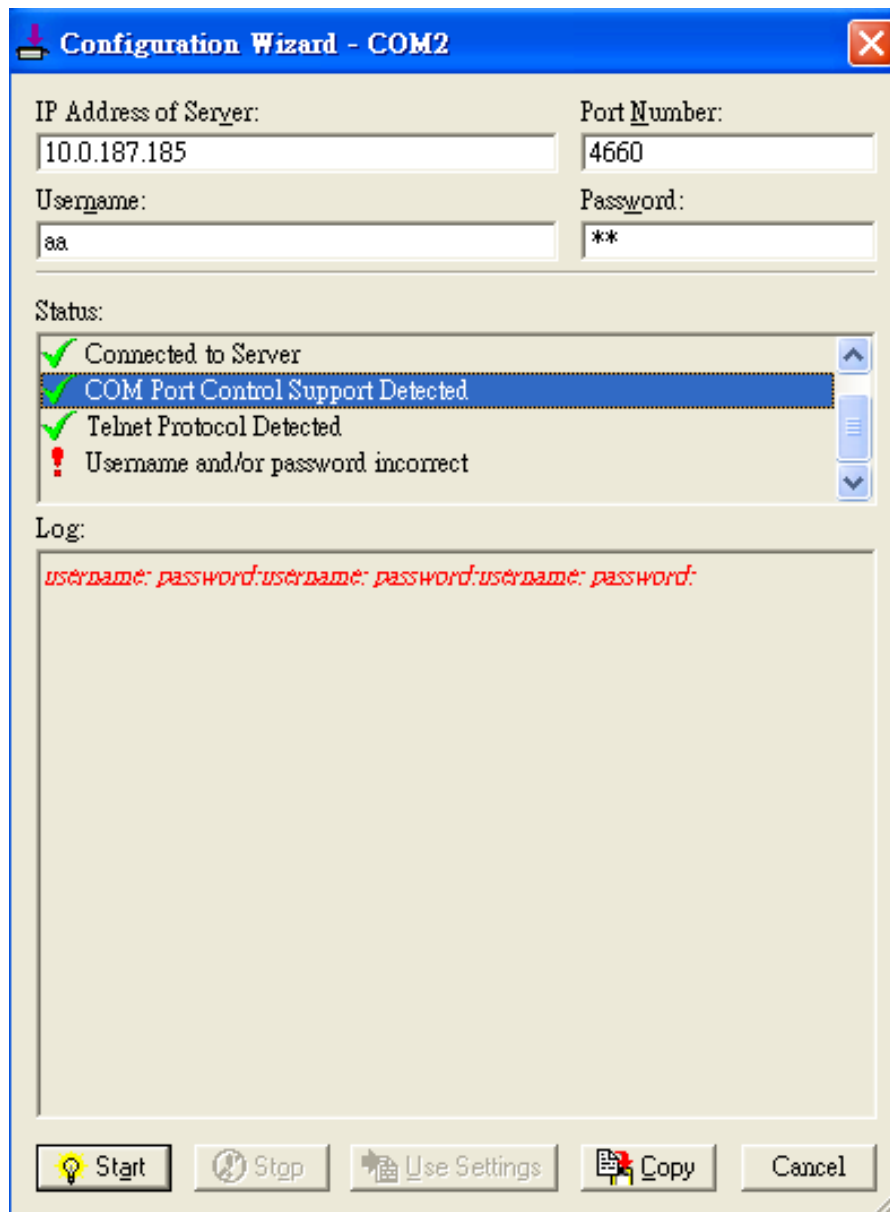 Configuration Wizard - COM2
IP Address of Server: Port Number:
10.0.187.185 4660
Username: Password:
aa **
Status:
Connected to Server
COM Port Control Support Detected
Telnet Protocol Detected
Username and/or password incorrect
Log:
username: password:username: password:username: password:
Start Stop Use Settings Copy Cancel